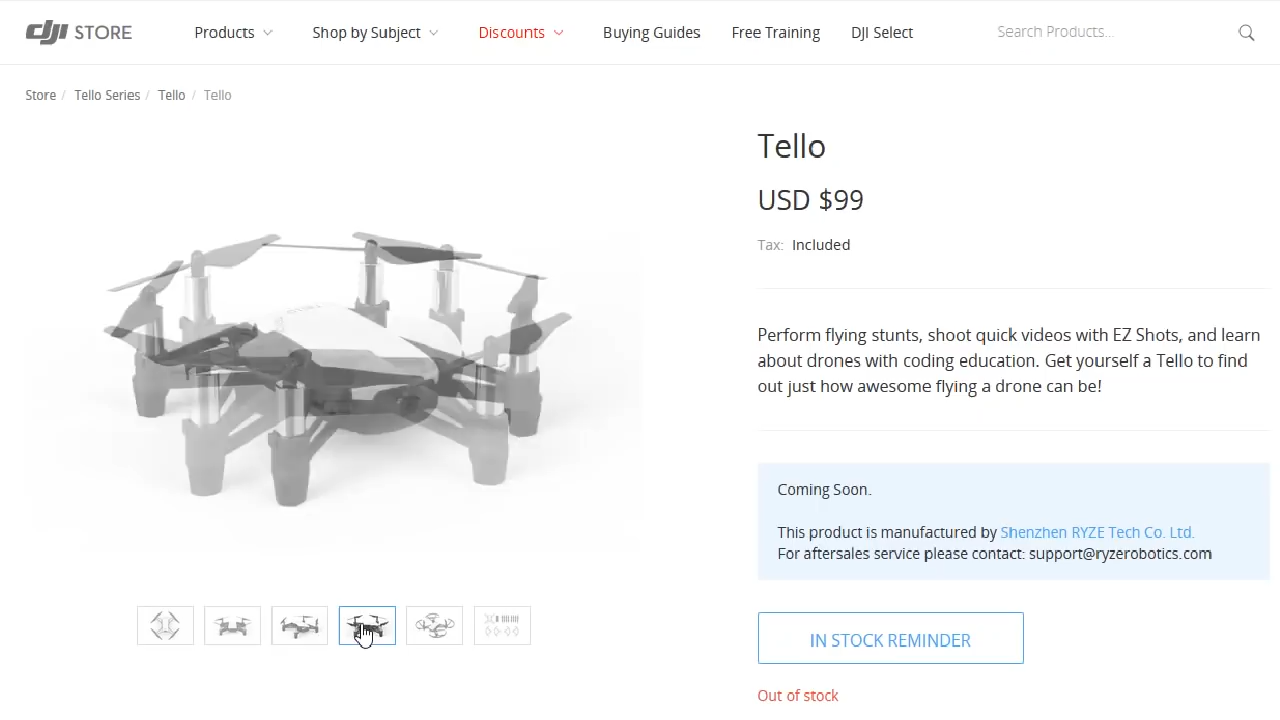 dji STORE
Products
Shop by Subject
Discounts
Buying Guides
Free Training
DJI Select
Search Products...
Store / Tello Series / Tello / Tello
Tello
USD $99
Tax: Included
Perform flying stunts, shoot quick videos with EZ Shots, and learn
about drones with coding education. Get yourself a Tello to find
out just how awesome flying a drone can be!
Coming Soon.
This product is manufactured by Shenzhen RYZE Tech Co. Ltd.
For aftersales service please contact: support@ryzerobotics.com
IN STOCK REMINDER
Out of stock